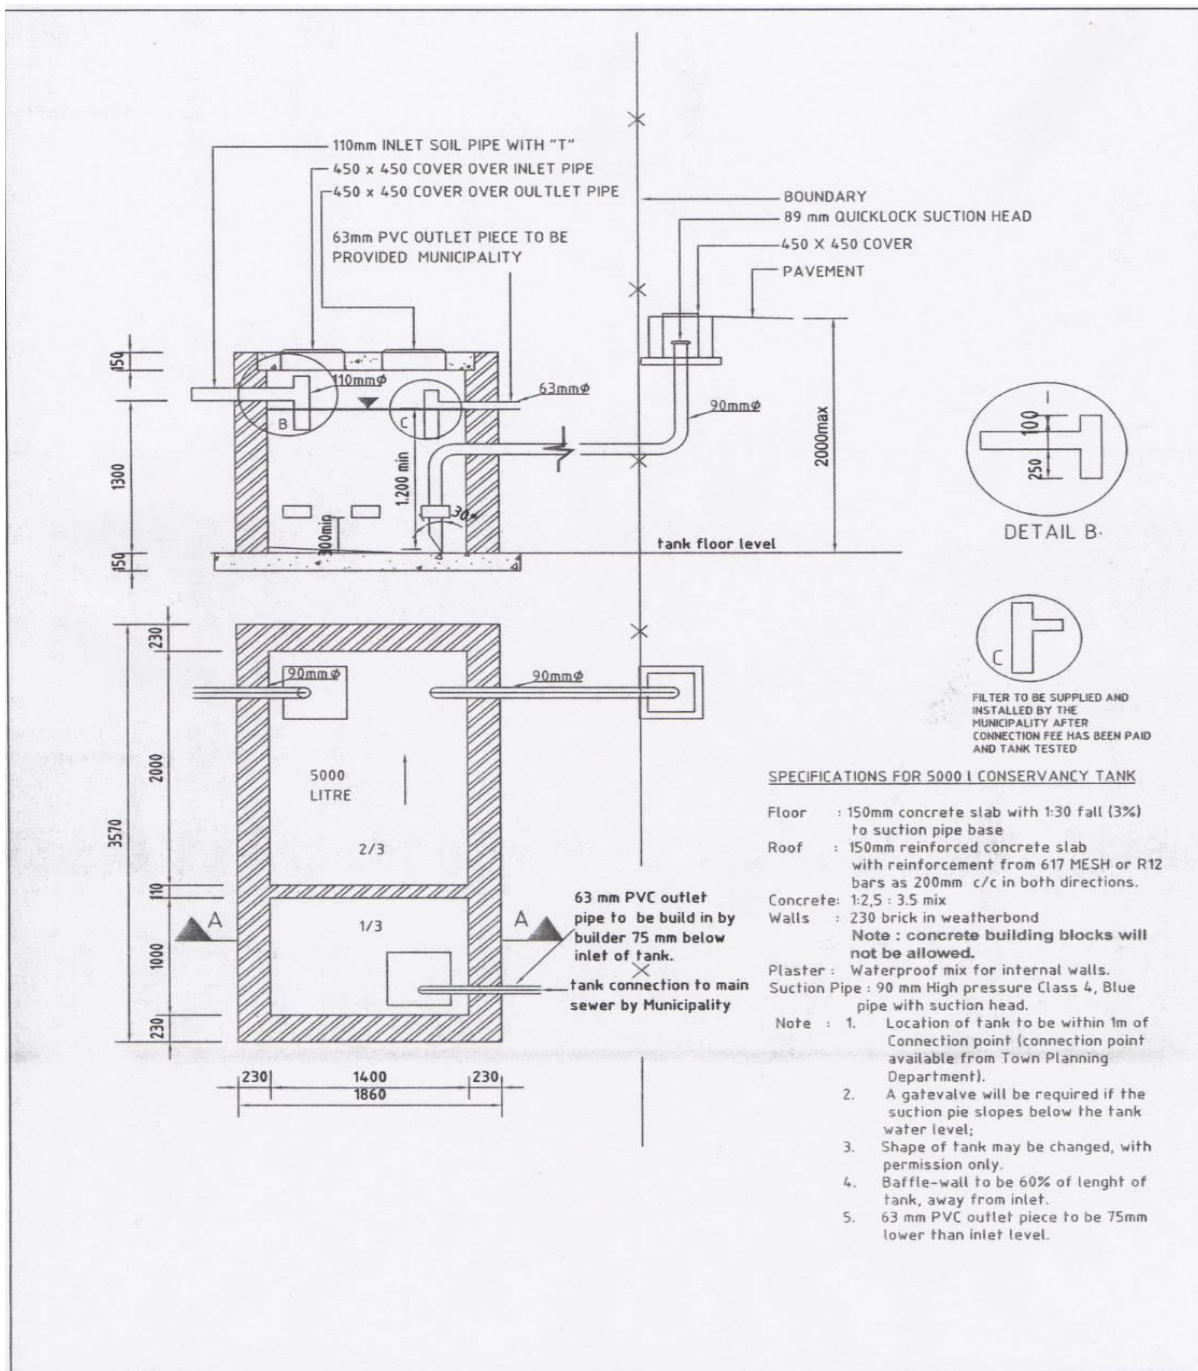 110mm INLET SOIL PIPE WITH "T"
450 x 450 COVER OVER INLET PIPE
450 x 450 COVER OVER OULTLET PIPE
63mm PVC OUTLET PIECE TO BE
PROVIDED MUNICIPALITY
BOUNDARY
89 mm QUICKLOCK SUCTION HEAD
450 X 450 COVER
PAVEMENT
150
110mmϕ
63mmϕ
B
C
90mmϕ
1300
1.200 min
2000max
30°
300min
150
tank floor level
100
250
DETAIL B.
C
FILTER TO BE SUPPLIED AND
INSTALLED BY THE
MUNICIPALITY AFTER
CONNECTION FEE HAS BEEN PAID
AND TANK TESTED
230
90mmϕ
90mmϕ
2000
5000
LITRE
3570
2/3
110
1/3
A
A
1000
230
63 mm PVC outlet
pipe to be build in by
builder 75 mm below
inlet of tank.
tank connection to main
sewer by Municipality
230
1400
230
1860
SPECIFICATIONS FOR 5000 l CONSERVANCY TANK
Floor : 150mm concrete slab with 1:30 fall (3%)
to suction pipe base
Roof : 150mm reinforced concrete slab
with reinforcement from 617 MESH or R12
bars as 200mm c/c in both directions.
Concrete: 1:2,5 : 3.5 mix
Walls : 230 brick in weatherbond
Note : concrete building blocks will
not be allowed.
Plaster : Waterproof mix for internal walls.
Suction Pipe : 90 mm High pressure Class 4, Blue
pipe with suction head.
Note : 1. Location of tank to be within 1m of
Connection point (connection point
available from Town Planning
Department).
2. A gatevalve will be required if the
suction pie slopes below the tank
water level;
3. Shape of tank may be changed, with
permission only.
4. Baffle-wall to be 60% of lenght of
tank, away from inlet.
5. 63 mm PVC outlet piece to be 75mm
lower than inlet level.